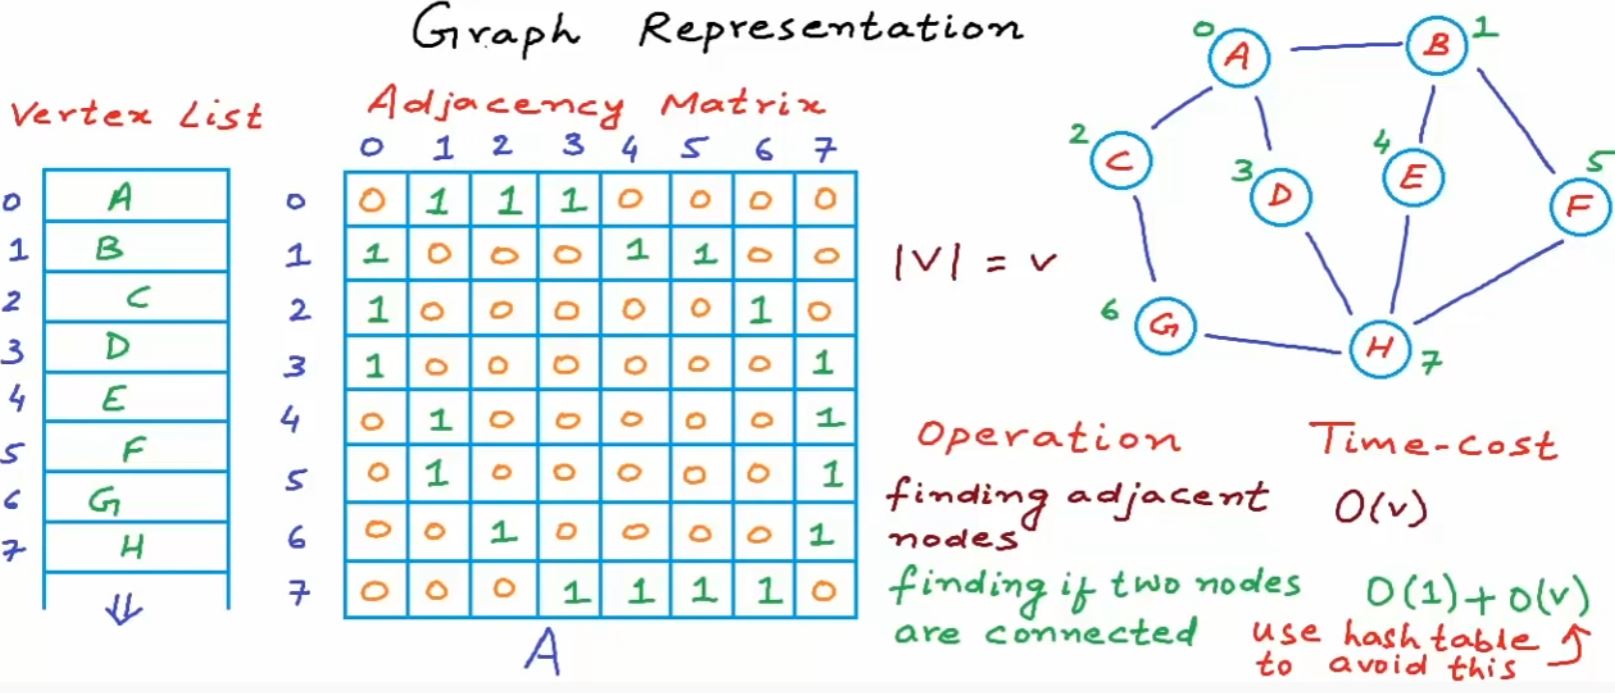 Graph Representation
Vertex List
0 A
1 B
2 C
3 D
4 E
5 F
6 G
7 H
Adjacency Matrix
0 1 2 3 4 5 6 7
0 0 1 1 1 0 0 0 0
1 1 0 0 0 1 1 0 0
2 1 0 0 0 0 0 1 0
3 1 0 0 0 0 0 0 1
4 0 1 0 0 0 0 0 1
5 0 1 0 0 0 0 0 1
6 0 0 1 0 0 0 0 1
7 0 0 0 1 1 1 1 0
A
|V| = v
0 A
B 1
2 C
3 D
4 E
5 F
6 G
H 7
Operation Time-cost
finding adjacent O(v)
nodes
finding if two nodes O(1)+O(v)
are connected use hash table
to avoid this